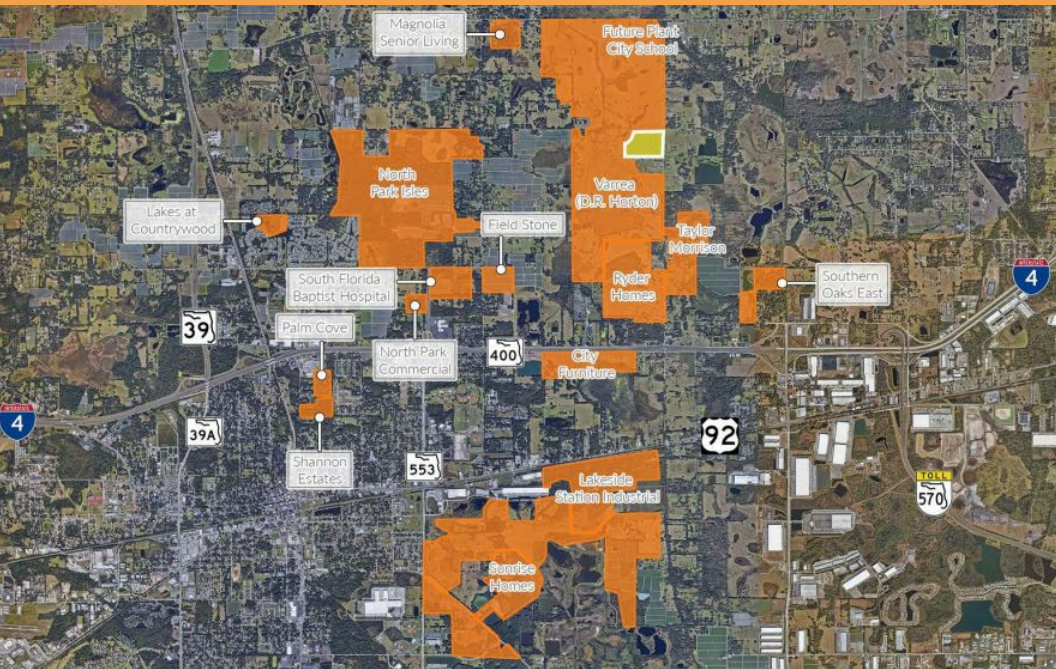 Magnolia
Senior Living
Future Plant
City School
North
Park Isles
Varrea
(D.R. Horton)
Lakes at
Countrywood
Field Stone
Taylor
Morrison
South Florida
Baptist Hospital
Ryder
Homes
Southern
Oaks East
INTERSTATE
4
39
Palm Cove
North Park
Commercial
400
City
Furniture
INTERSTATE
4
39A
92
Shannon
Estates
553
Lakeside
Station Industrial
TOLL
570
Sunrise
Homes